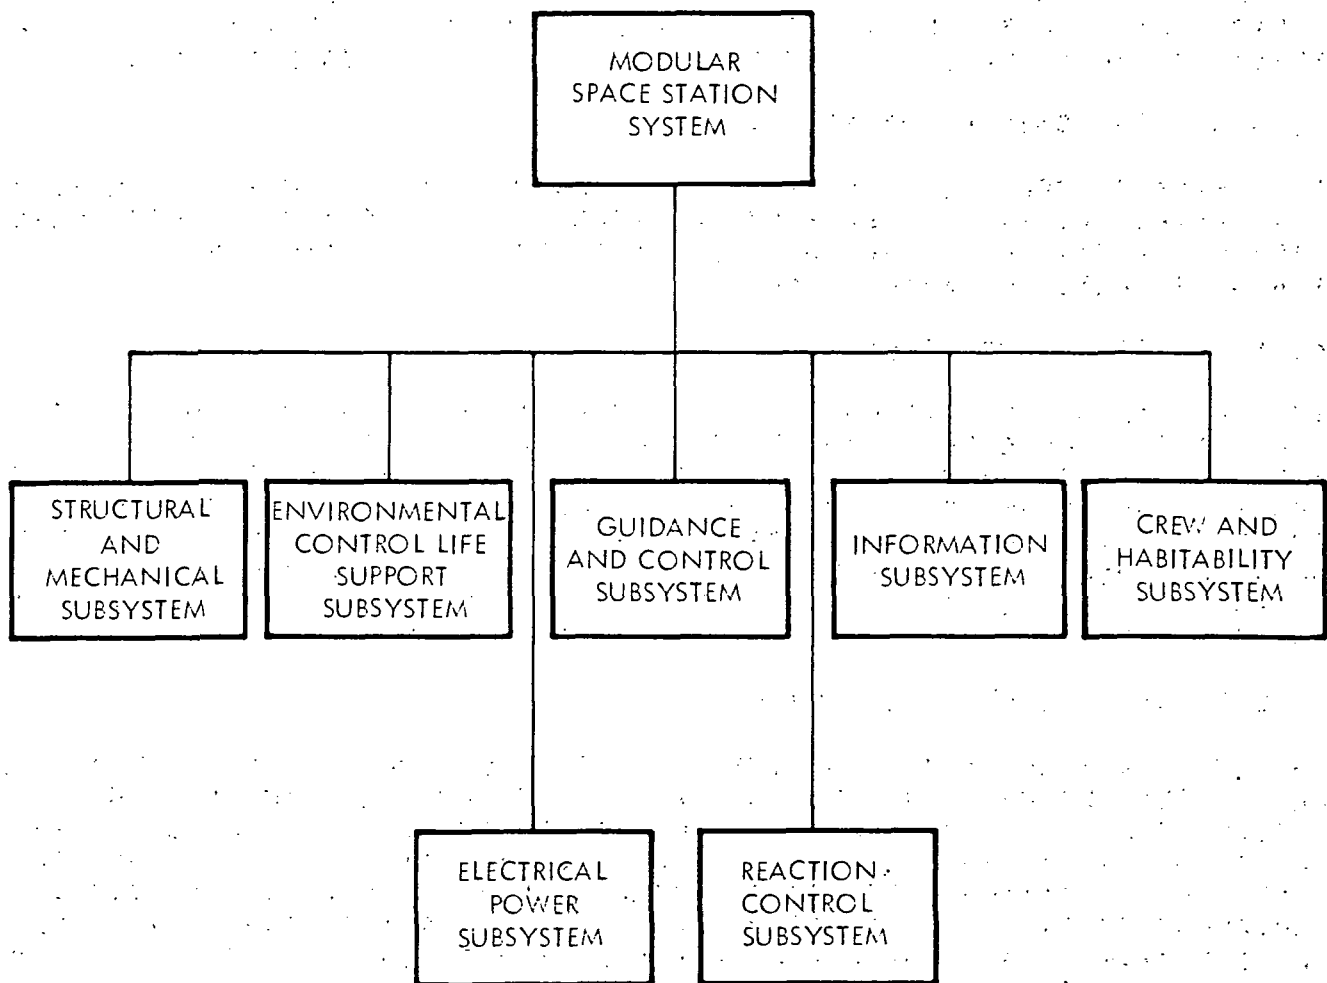 MODULAR
SPACE STATION
SYSTEM
STRUCTURAL
AND
MECHANICAL
SUBSYSTEM
ENVIRONMENTAL
CONTROL LIFE
SUPPORT
SUBSYSTEM
GUIDANCE
AND CONTROL
SUBSYSTEM
INFORMATION
SUBSYSTEM
CREW AND
HABITABILITY
SUBSYSTEM
ELECTRICAL
POWER
SUBSYSTEM
REACTION
CONTROL
SUBSYSTEM